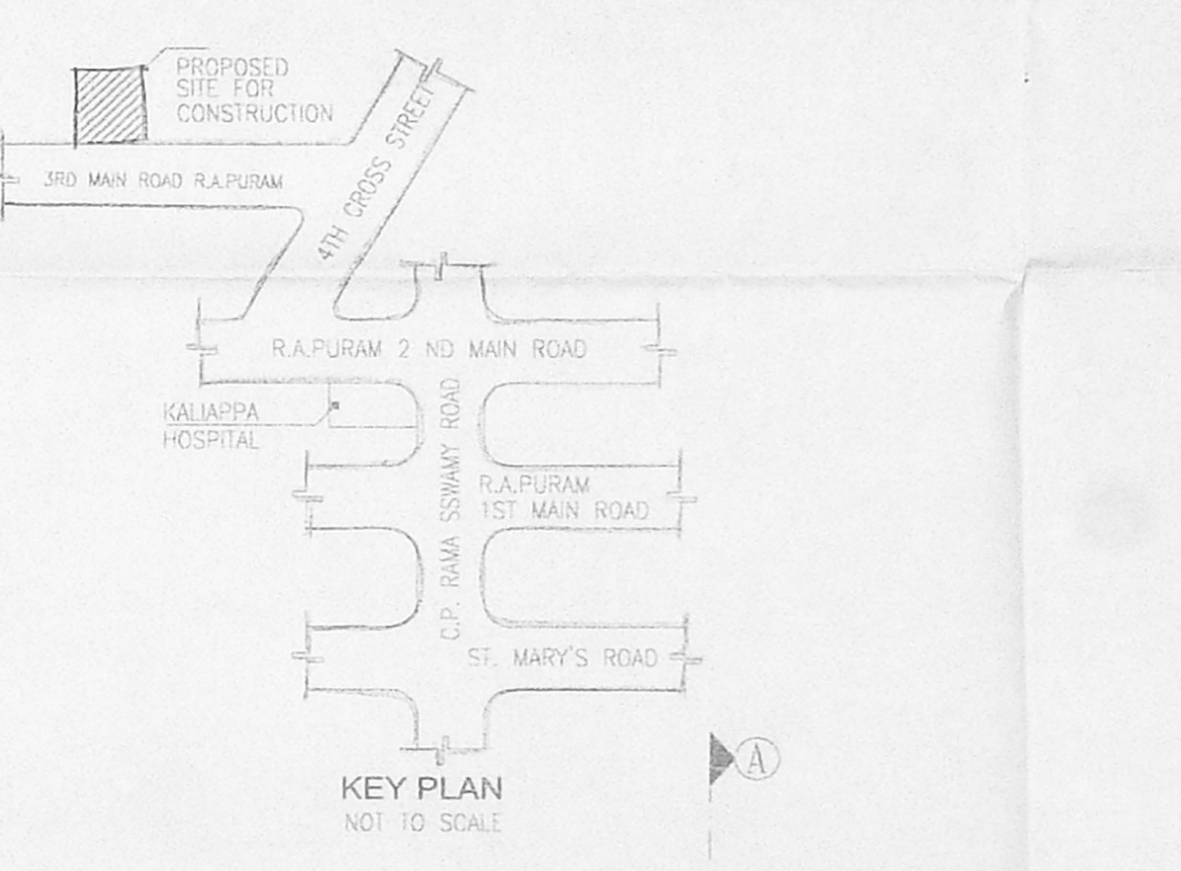 PROPOSED
SITE FOR
CONSTRUCTION
4TH CROSS STREET
3RD MAIN ROAD R.A.PURAM
R.A.PURAM 2 ND MAIN ROAD
KALIAPPA
HOSPITAL
C.P. RAMA SSWAMY ROAD
R.A.PURAM
1ST MAIN ROAD
ST. MARY'S ROAD
A
KEY PLAN
NOT TO SCALE